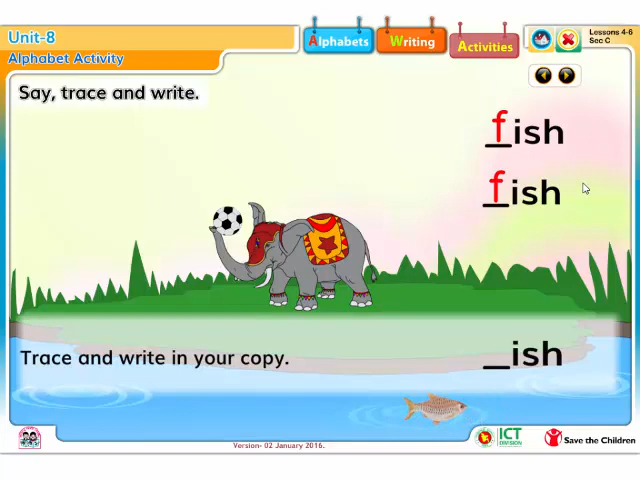 Unit-8
Alphabet Activity
Alphabets
Writing
Activities
Lessons 4-6
Sec C
Say, trace and write.
fish
fish
Trace and write in your copy.
_ish
Version- 02 January 2016.
ICT
DIVISION
Save the Children